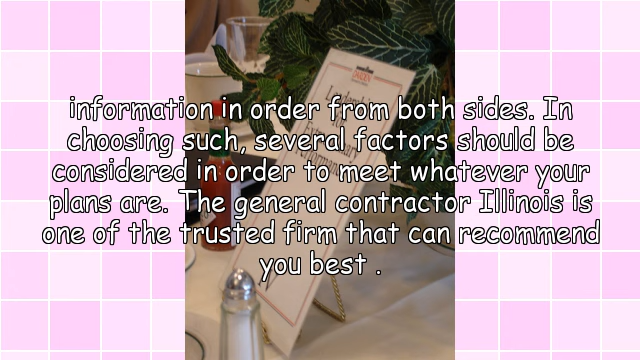 information in order from both sides. In
choosing such, several factors should be
considered in order to meet whatever your
plans are. The general contractor Illinois is
one of the trusted firm that can recommend
you best .